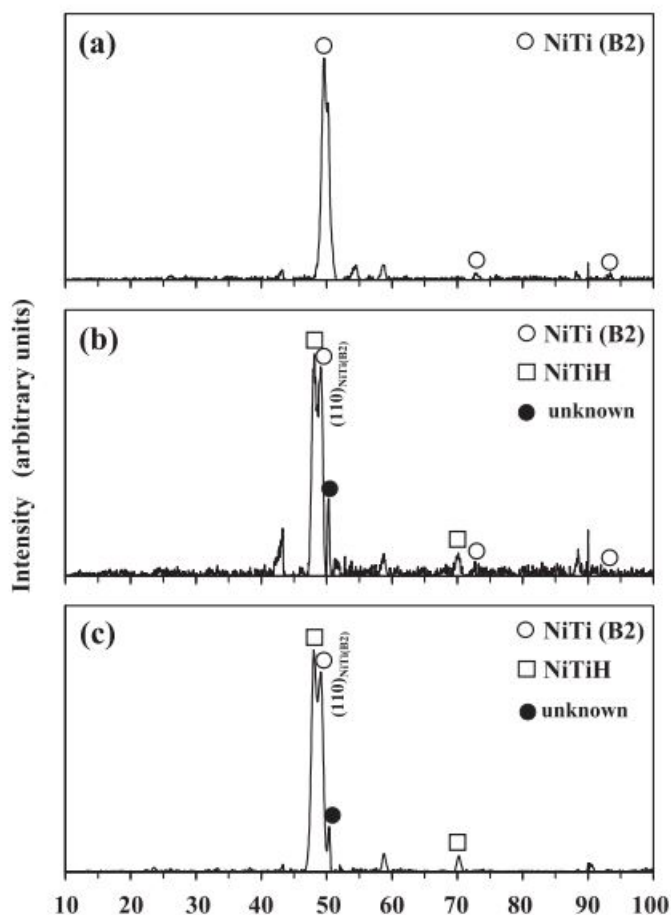 (a)
NiTi (B2)
(b)
NiTi (B2)
NiTiH
unknown
(110)NiTi(B2)
(c)
NiTi (B2)
NiTiH
unknown
(110)NiTi(B2)
Intensity (arbitrary units)
10 20 30 40 50 60 70 80 90 100